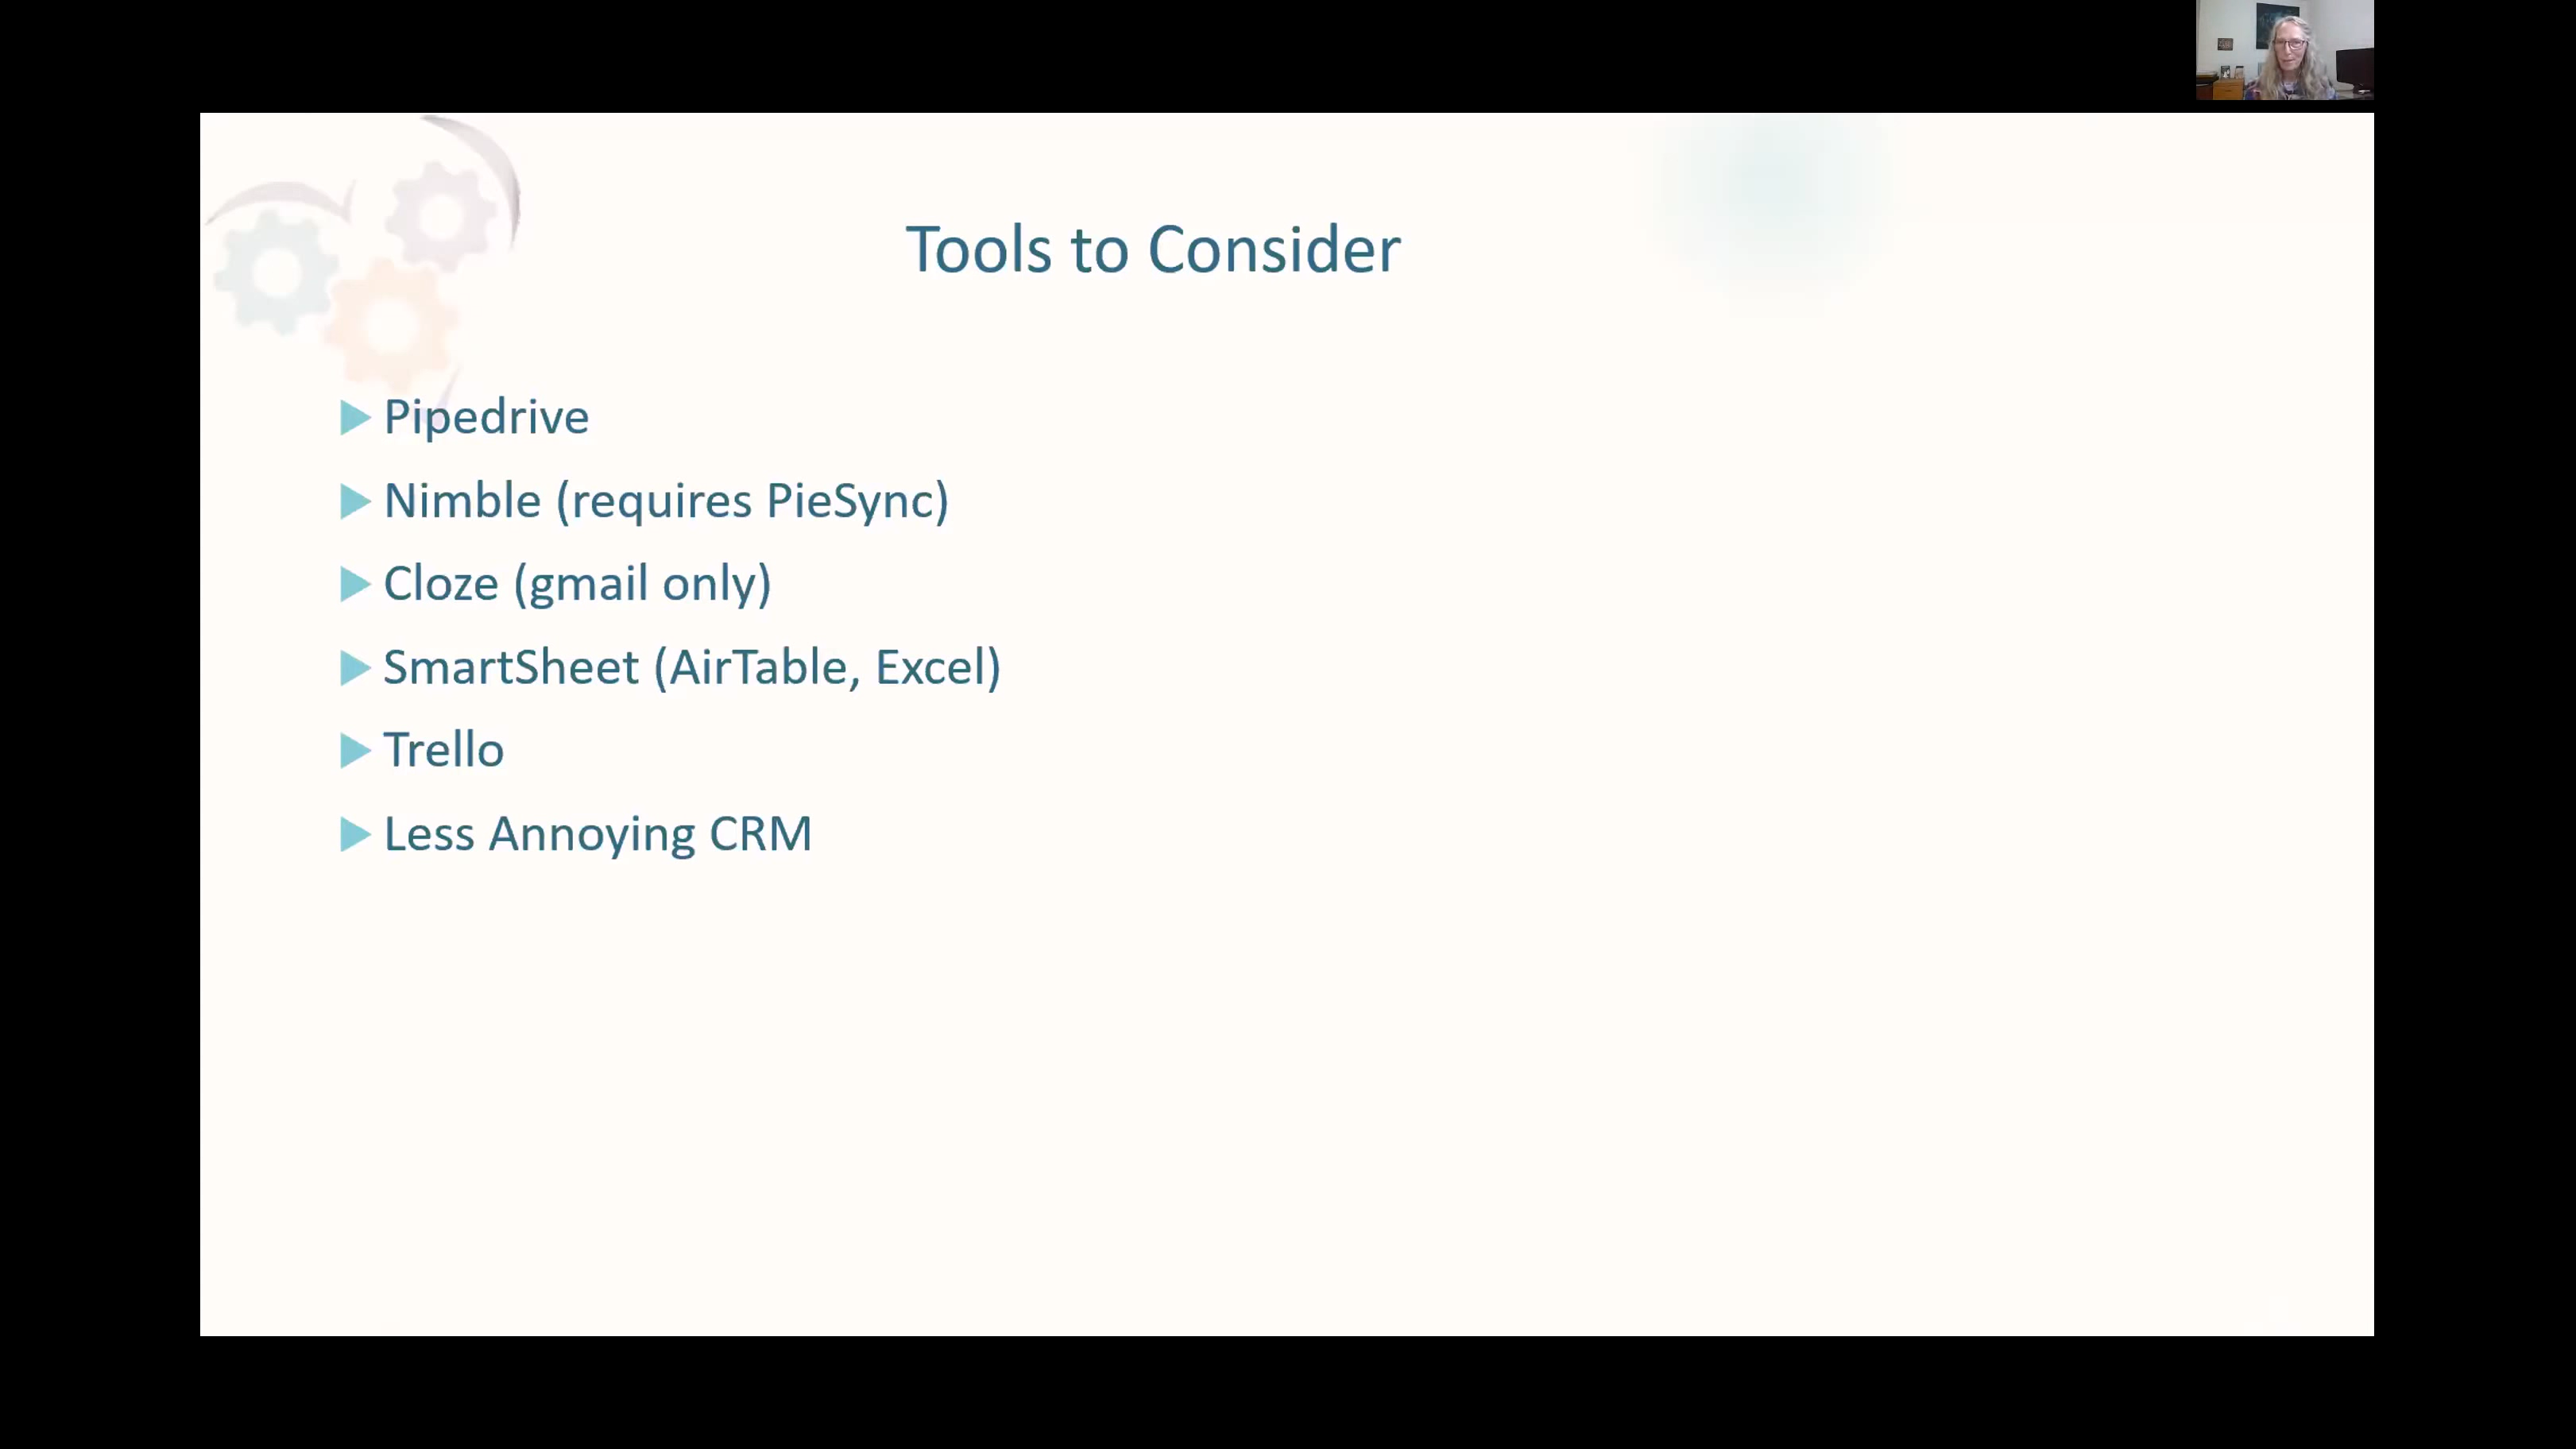 Tools to Consider
Pipedrive
Nimble (requires PieSync)
Cloze (gmail only)
SmartSheet (AirTable, Excel)
Trello
Less Annoying CRM